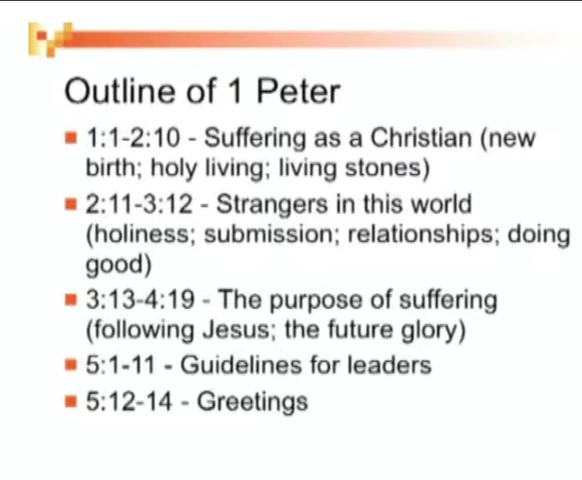 Outline of 1 Peter
1:1-2:10 - Suffering as a Christian (new
birth; holy living; living stones)
2:11-3:12 - Strangers in this world
(holiness; submission; relationships; doing
good)
3:13-4:19 - The purpose of suffering
(following Jesus; the future glory)
5:1-11 - Guidelines for leaders
5:12-14 - Greetings